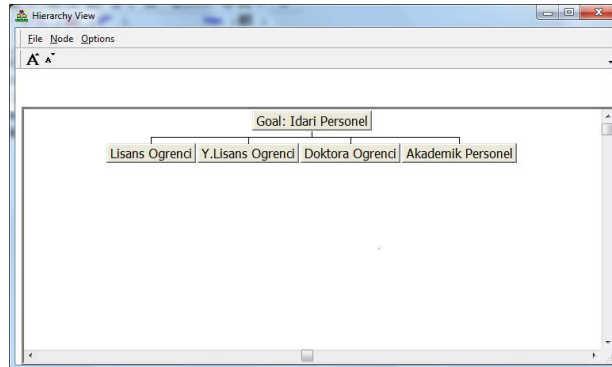 Hierarchy View
File Node Options
A A
Goal: Idari Personel
Lisans Ogrenci Y.Lisans Ogrenci Doktora Ogrenci Akademik Personel